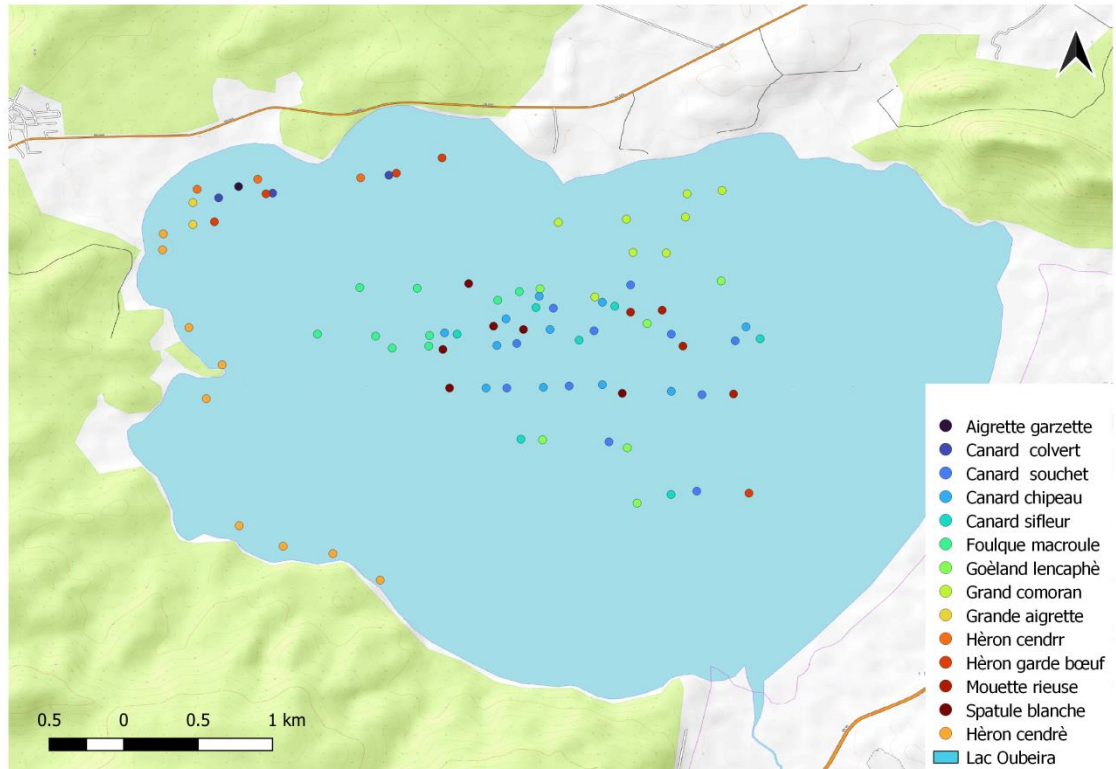 Aigrette garzette
Canard colvert
Canard souchet
Canard chipeau
Canard sifleur
Foulque macroule
Goèland lencaphè
Grand comoran
Grande aigrette
Hèron cendrr
Hèron garde bœuf
Mouette rieuse
Spatule blanche
Hèron cendrè
Lac Oubeira
0.5 0 0.5 1 km